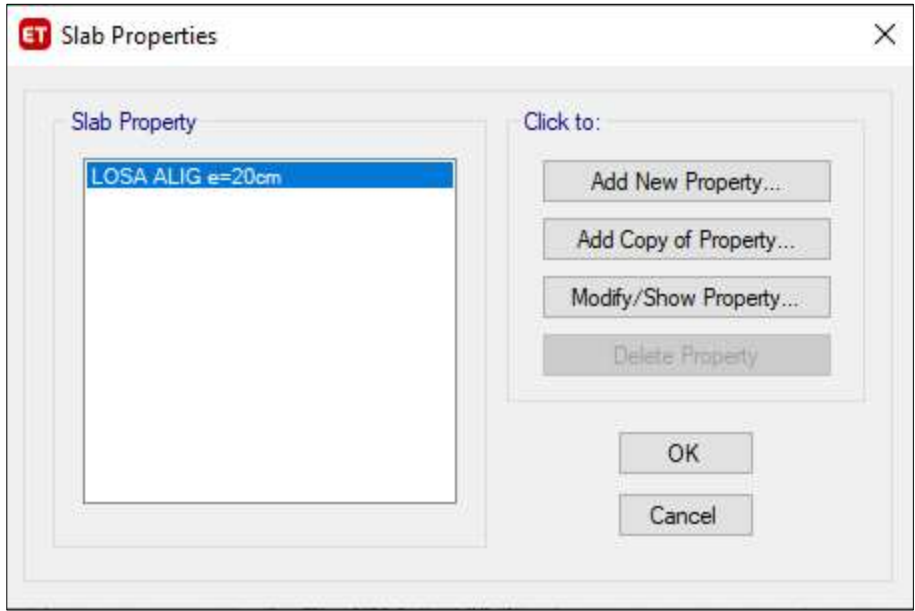 ET Slab Properties
Slab Property
LOSA ALIG e=20cm
Click to:
Add New Property...
Add Copy of Property...
Modify/Show Property...
Delete Property
OK
Cancel